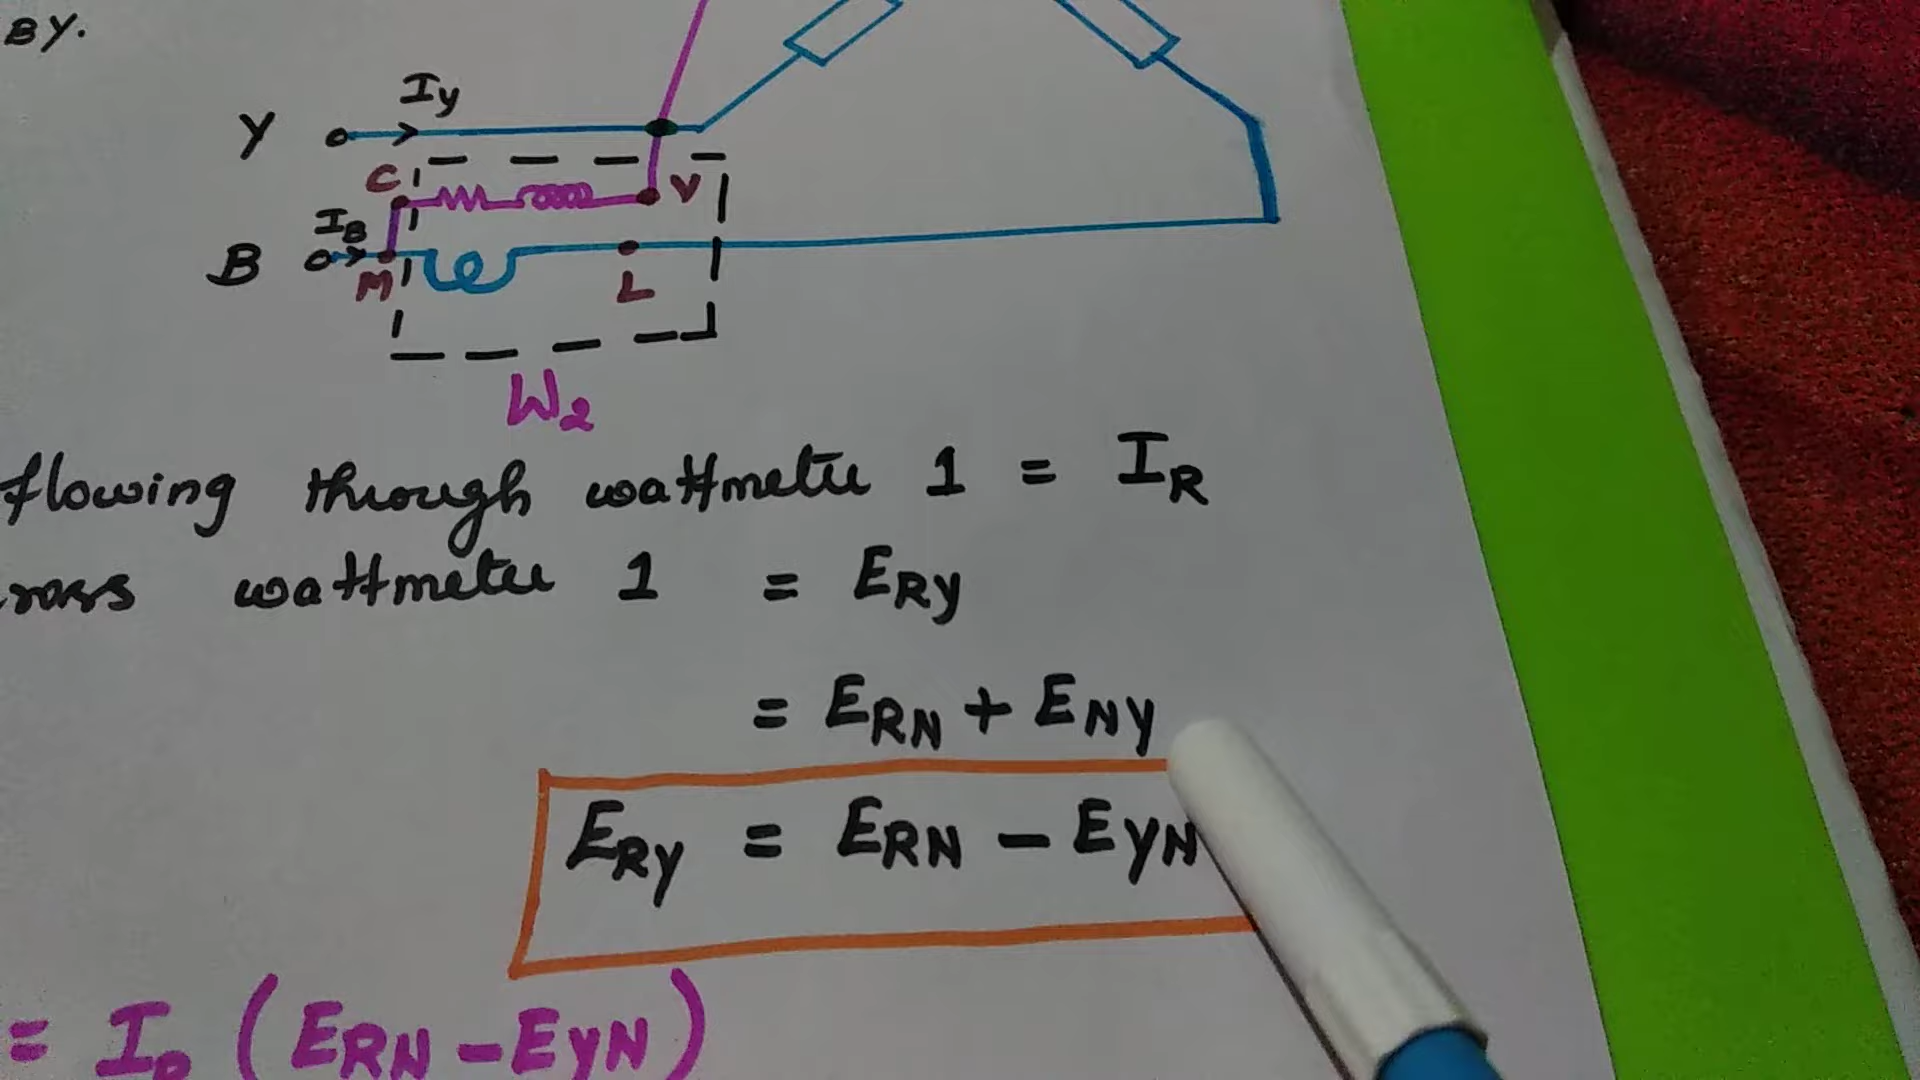 BY.
Iy
Y
C
V
IB
B
M
L
W2
flowing through wattmeter 1 = IR
wattmeter 1 = ERY
= ERN + ENY
ERY = ERN - EYN
= IR (ERN - EYN)